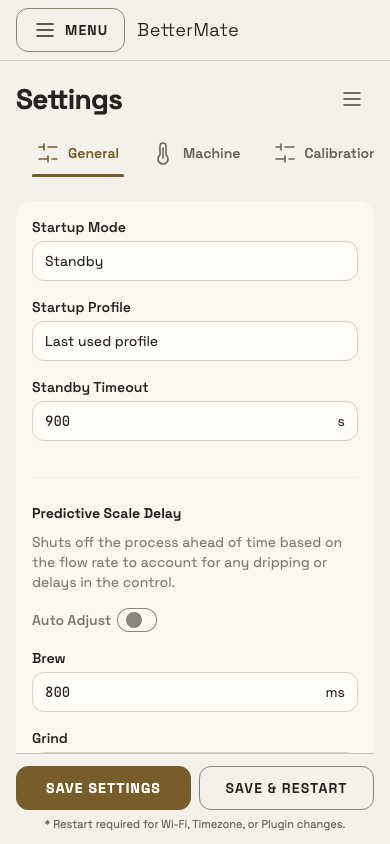 MENU BetterMate
Settings
General Machine Calibration
Startup Mode
Standby
Startup Profile
Last used profile
Standby Timeout
900 s
Predictive Scale Delay
Shuts off the process ahead of time based on
the flow rate to account for any dripping or
delays in the control.
Auto Adjust
Brew
800 ms
Grind
SAVE SETTINGS SAVE & RESTART
* Restart required for Wi-Fi, Timezone, or Plugin changes.